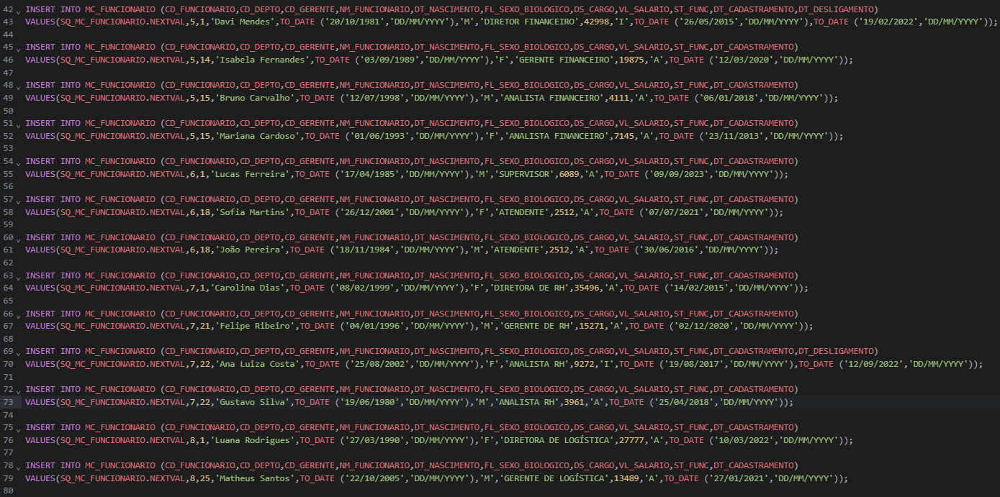 42 INSERT INTO MC_FUNCIONARIO (CD_FUNCIONARIO,CD_DEPTO,CD_GERENTE,NM_FUNCIONARIO,DT_NASCIMENTO,FL_SEXO_BIOLOGICO,DS_CARGO,VL_SALARIO,ST_FUNC,DT_CADASTRAMENTO,DT_DESLIGAMENTO)
43 VALUES(SQ_MC_FUNCIONARIO.NEXTVAL,5,1,'Davi Mendes',TO_DATE ('20/10/1981','DD/MM/YYYY'),'M','DIRETOR FINANCEIRO',42998,'I',TO_DATE ('26/05/2015','DD/MM/YYYY'),TO_DATE ('19/02/2022','DD/MM/YYYY'));
44
45 INSERT INTO MC_FUNCIONARIO (CD_FUNCIONARIO,CD_DEPTO,CD_GERENTE,NM_FUNCIONARIO,DT_NASCIMENTO,FL_SEXO_BIOLOGICO,DS_CARGO,VL_SALARIO,ST_FUNC,DT_CADASTRAMENTO)
46 VALUES(SQ_MC_FUNCIONARIO.NEXTVAL,5,14,'Isabela Fernandes',TO_DATE ('03/09/1989','DD/MM/YYYY'),'F','GERENTE FINANCEIRO',19875,'A',TO_DATE ('12/03/2020','DD/MM/YYYY'));
47
48 INSERT INTO MC_FUNCIONARIO (CD_FUNCIONARIO,CD_DEPTO,CD_GERENTE,NM_FUNCIONARIO,DT_NASCIMENTO,FL_SEXO_BIOLOGICO,DS_CARGO,VL_SALARIO,ST_FUNC,DT_CADASTRAMENTO)
49 VALUES(SQ_MC_FUNCIONARIO.NEXTVAL,5,15,'Bruno Carvalho',TO_DATE ('12/07/1998','DD/MM/YYYY'),'M','ANALISTA FINANCEIRO',4111,'A',TO_DATE ('06/01/2018','DD/MM/YYYY'));
50
51 INSERT INTO MC_FUNCIONARIO (CD_FUNCIONARIO,CD_DEPTO,CD_GERENTE,NM_FUNCIONARIO,DT_NASCIMENTO,FL_SEXO_BIOLOGICO,DS_CARGO,VL_SALARIO,ST_FUNC,DT_CADASTRAMENTO)
52 VALUES(SQ_MC_FUNCIONARIO.NEXTVAL,5,15,'Mariana Cardoso',TO_DATE ('01/06/1993','DD/MM/YYYY'),'F','ANALISTA FINANCEIRO',7145,'A',TO_DATE ('23/11/2013','DD/MM/YYYY'));
53
54 INSERT INTO MC_FUNCIONARIO (CD_FUNCIONARIO,CD_DEPTO,CD_GERENTE,NM_FUNCIONARIO,DT_NASCIMENTO,FL_SEXO_BIOLOGICO,DS_CARGO,VL_SALARIO,ST_FUNC,DT_CADASTRAMENTO)
55 VALUES(SQ_MC_FUNCIONARIO.NEXTVAL,6,1,'Lucas Ferreira',TO_DATE ('17/04/1985','DD/MM/YYYY'),'M','SUPERVISOR',6089,'A',TO_DATE ('09/09/2023','DD/MM/YYYY'));
56
57 INSERT INTO MC_FUNCIONARIO (CD_FUNCIONARIO,CD_DEPTO,CD_GERENTE,NM_FUNCIONARIO,DT_NASCIMENTO,FL_SEXO_BIOLOGICO,DS_CARGO,VL_SALARIO,ST_FUNC,DT_CADASTRAMENTO)
58 VALUES(SQ_MC_FUNCIONARIO.NEXTVAL,6,18,'Sofia Martins',TO_DATE ('26/12/2001','DD/MM/YYYY'),'F','ATENDENTE',2512,'A',TO_DATE ('07/07/2021','DD/MM/YYYY'));
59
60 INSERT INTO MC_FUNCIONARIO (CD_FUNCIONARIO,CD_DEPTO,CD_GERENTE,NM_FUNCIONARIO,DT_NASCIMENTO,FL_SEXO_BIOLOGICO,DS_CARGO,VL_SALARIO,ST_FUNC,DT_CADASTRAMENTO)
61 VALUES(SQ_MC_FUNCIONARIO.NEXTVAL,6,18,'João Pereira',TO_DATE ('18/11/1984','DD/MM/YYYY'),'M','ATENDENTE',2512,'A',TO_DATE ('30/06/2016','DD/MM/YYYY'));
62
63 INSERT INTO MC_FUNCIONARIO (CD_FUNCIONARIO,CD_DEPTO,CD_GERENTE,NM_FUNCIONARIO,DT_NASCIMENTO,FL_SEXO_BIOLOGICO,DS_CARGO,VL_SALARIO,ST_FUNC,DT_CADASTRAMENTO)
64 VALUES(SQ_MC_FUNCIONARIO.NEXTVAL,7,1,'Carolina Dias',TO_DATE ('08/02/1999','DD/MM/YYYY'),'F','DIRETORA DE RH',35496,'A',TO_DATE ('14/02/2015','DD/MM/YYYY'));
65
66 INSERT INTO MC_FUNCIONARIO (CD_FUNCIONARIO,CD_DEPTO,CD_GERENTE,NM_FUNCIONARIO,DT_NASCIMENTO,FL_SEXO_BIOLOGICO,DS_CARGO,VL_SALARIO,ST_FUNC,DT_CADASTRAMENTO)
67 VALUES(SQ_MC_FUNCIONARIO.NEXTVAL,7,21,'Felipe Ribeiro',TO_DATE ('04/01/1996','DD/MM/YYYY'),'M','GERENTE DE RH',15271,'A',TO_DATE ('02/12/2020','DD/MM/YYYY'));
68
69 INSERT INTO MC_FUNCIONARIO (CD_FUNCIONARIO,CD_DEPTO,CD_GERENTE,NM_FUNCIONARIO,DT_NASCIMENTO,FL_SEXO_BIOLOGICO,DS_CARGO,VL_SALARIO,ST_FUNC,DT_CADASTRAMENTO,DT_DESLIGAMENTO)
70 VALUES(SQ_MC_FUNCIONARIO.NEXTVAL,7,22,'Ana Luiza Costa',TO_DATE ('25/08/2002','DD/MM/YYYY'),'F','ANALISTA RH',9272,'I',TO_DATE ('19/08/2017','DD/MM/YYYY'),TO_DATE ('12/09/2022','DD/MM/YYYY'));
71
72 INSERT INTO MC_FUNCIONARIO (CD_FUNCIONARIO,CD_DEPTO,CD_GERENTE,NM_FUNCIONARIO,DT_NASCIMENTO,FL_SEXO_BIOLOGICO,DS_CARGO,VL_SALARIO,ST_FUNC,DT_CADASTRAMENTO)
73 VALUES(SQ_MC_FUNCIONARIO.NEXTVAL,7,22,'Gustavo Silva',TO_DATE ('19/06/1980','DD/MM/YYYY'),'M','ANALISTA RH',3961,'A',TO_DATE ('25/04/2018','DD/MM/YYYY'));
74
75 INSERT INTO MC_FUNCIONARIO (CD_FUNCIONARIO,CD_DEPTO,CD_GERENTE,NM_FUNCIONARIO,DT_NASCIMENTO,FL_SEXO_BIOLOGICO,DS_CARGO,VL_SALARIO,ST_FUNC,DT_CADASTRAMENTO)
76 VALUES(SQ_MC_FUNCIONARIO.NEXTVAL,8,1,'Luana Rodrigues',TO_DATE ('27/03/1990','DD/MM/YYYY'),'F','DIRETORA DE LOGÍSTICA',27777,'A',TO_DATE ('10/03/2022','DD/MM/YYYY'));
77
78 INSERT INTO MC_FUNCIONARIO (CD_FUNCIONARIO,CD_DEPTO,CD_GERENTE,NM_FUNCIONARIO,DT_NASCIMENTO,FL_SEXO_BIOLOGICO,DS_CARGO,VL_SALARIO,ST_FUNC,DT_CADASTRAMENTO)
79 VALUES(SQ_MC_FUNCIONARIO.NEXTVAL,8,25,'Matheus Santos',TO_DATE ('22/10/2005','DD/MM/YYYY'),'M','GERENTE DE LOGÍSTICA',13489,'A',TO_DATE ('27/01/2021','DD/MM/YYYY'));
80